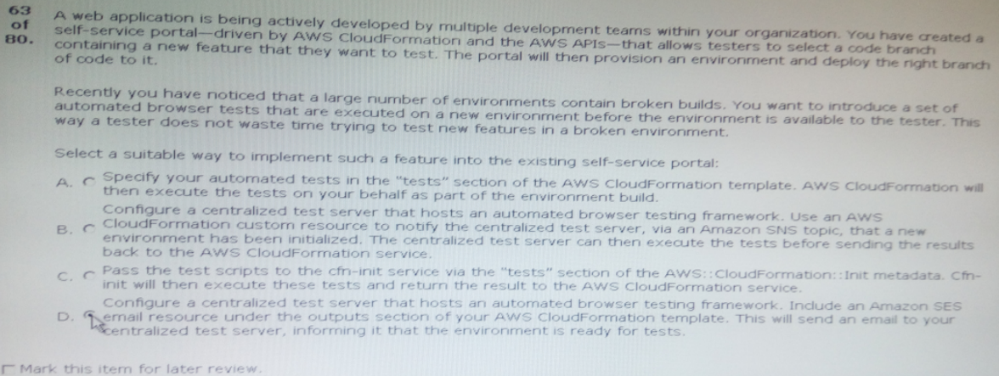 63 of 80.
A web application is being actively developed by multiple development teams within your organization. You have created a
self-service portal—driven by AWS CloudFormation and the AWS APIs—that allows testers to select a code branch
containing a new feature that they want to test. The portal will then provision an environment and deploy the right branch
of code to it.
Recently you have noticed that a large number of environments contain broken builds. You want to introduce a set of
automated browser tests that are executed on a new environment before the environment is available to the tester. This
way a tester does not waste time trying to test new features in a broken environment.
Select a suitable way to implement such a feature into the existing self-service portal:
A. Specify your automated tests in the "tests" section of the AWS CloudFormation template. AWS CloudFormation will
then execute the tests on your behalf as part of the environment build.
Configure a centralized test server that hosts an automated browser testing framework. Use an AWS
B. CloudFormation custom resource to notify the centralized test server, via an Amazon SNS topic, that a new
environment has been initialized. The centralized test server can then execute the tests before sending the results
back to the AWS CloudFormation service.
C. Pass the test scripts to the cfn-init service via the "tests" section of the AWS::CloudFormation::Init metadata. Cfn-
init will then execute these tests and return the result to the AWS CloudFormation service.
Configure a centralized test server that hosts an automated browser testing framework. Include an Amazon SES
D. email resource under the outputs section of your AWS CloudFormation template. This will send an email to your
centralized test server, informing it that the environment is ready for tests.
Mark this item for later review.